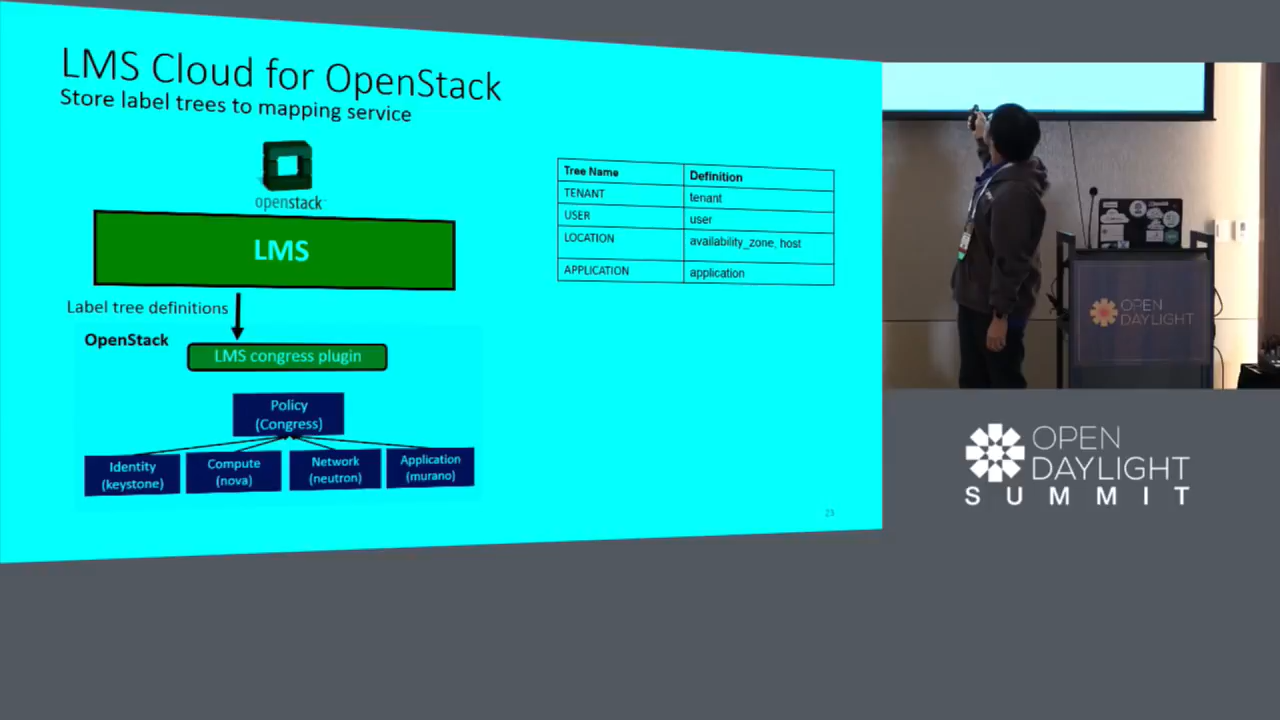 LMS Cloud for OpenStack
Store label trees to mapping service
openstack
LMS
Label tree definitions
OpenStack
LMS congress plugin
Policy
(Congress)
Identity
(keystone)
Compute
(nova)
Network
(neutron)
Application
(murano)
Tree Name Definition
TENANT tenant
USER user
LOCATION availability_zone, host
APPLICATION application
23
OPEN
DAYLIGHT
OPEN
DAYLIGHT
SUMMIT